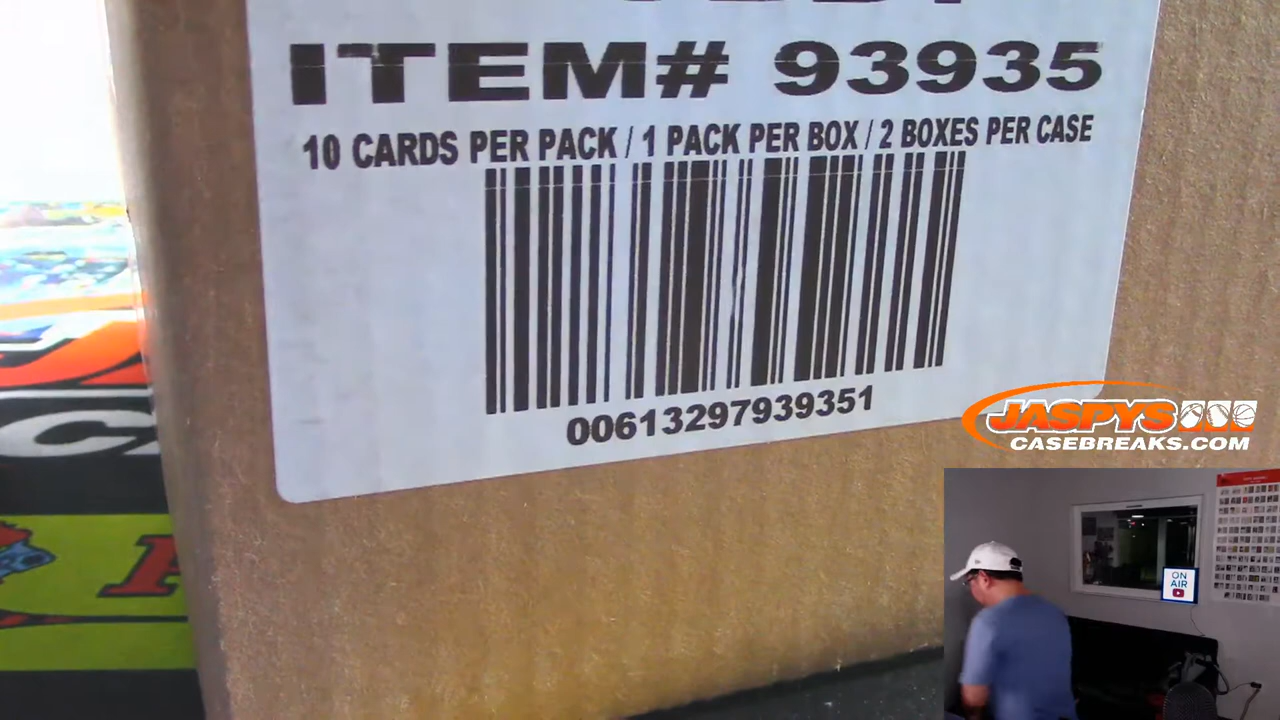 ITEM# 93935
10 CARDS PER PACK / 1 PACK PER BOX / 2 BOXES PER CASE
00613297939351
JASPYS
CASEBREAKS.COM
ON
AIR